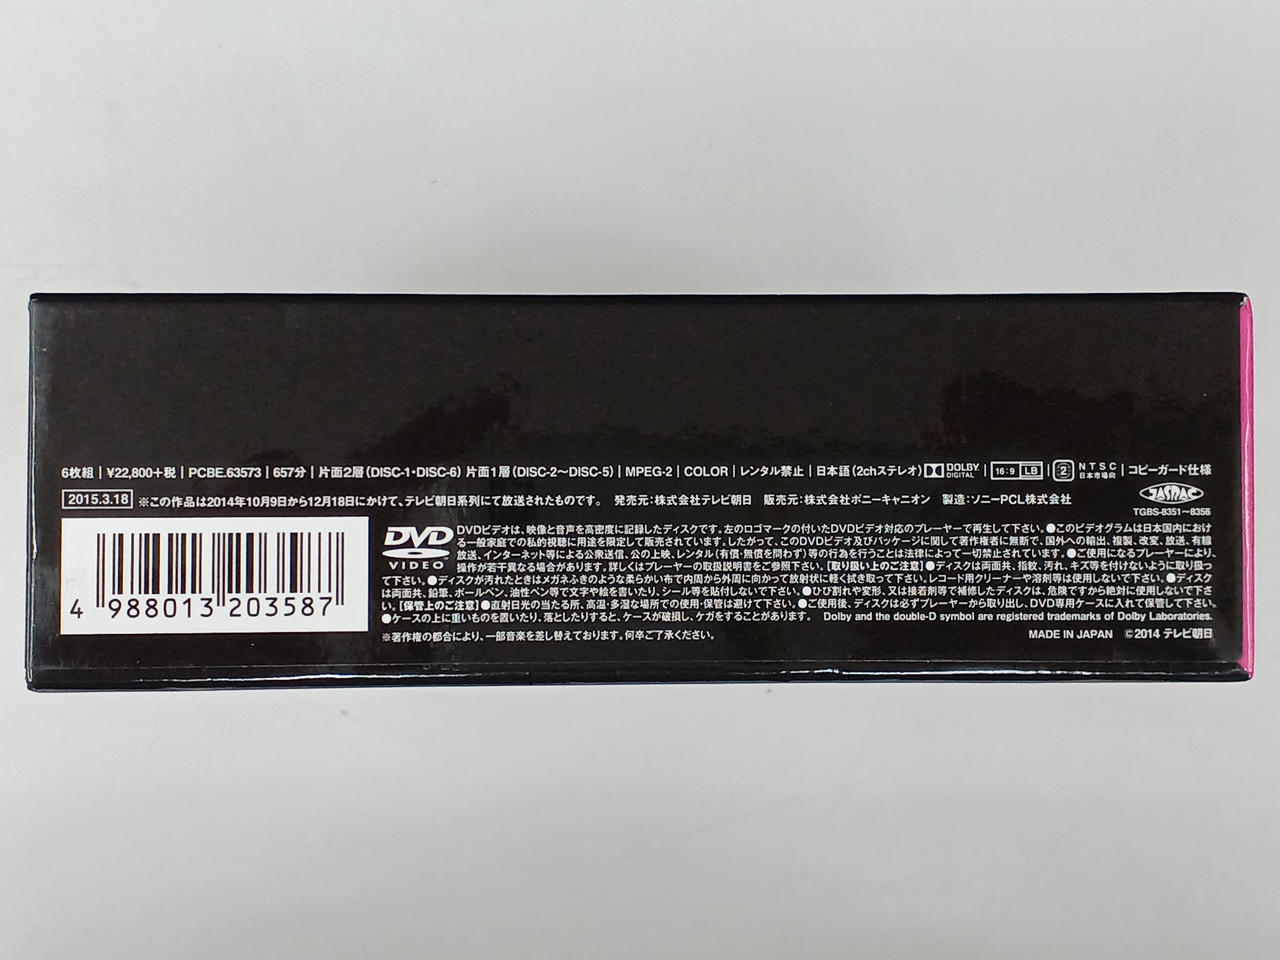 6枚組 | ¥22,800+税 | PCBE.63573 | 657分 | 片面2層(DISC-1・DISC-6) 片面1層(DISC-2〜DISC-5) | MPEG-2 | COLOR | レンタル禁止 | 日本語(2chステレオ) DOLBY DIGITAL | 16:9 LB | 2 NTSC 日本市場向 | コピーガード仕様
2015.3.18 ※この作品は2014年10月9日から12月18日にかけて、テレビ朝日系列にて放送されたものです。 発売元:株式会社テレビ朝日 販売元:株式会社ポニーキャニオン 製造:ソニーPCL株式会社 JASRAC
TGBS-8351〜8356
DVD VIDEO
DVDビデオは、映像と音声を高密度に記録したディスクです。左のロゴマークの付いたDVDビデオ対応のプレーヤーで再生して下さい。●このビデオグラムは日本国内におけ
る一般家庭での私的視聴に用途を限定して販売されています。したがって、このDVDビデオ及びパッケージに関して著作権者に無断で、国外への輸出、複製、改変、放送、有線
放送、インターネット等による公衆送信、公の上映、レンタル(有償・無償を問わず)等の行為を行うことは法律によって一切禁止されています。●ご使用になるプレーヤーにより、
操作が若干異なる場合があります。詳しくはプレーヤーの取扱説明書をご参照下さい。[取り扱い上のご注意]●ディスクは両面共、指紋、汚れ、キズ等を付けないように取り扱っ
て下さい。●ディスクが汚れたときはメガネふきのような柔らかい布で内周から外周に向かって放射状に軽く拭き取って下さい。レコード用クリーナーや溶剤等は使用しないで下さい。●ディスク
は両面共、鉛筆、ボールペン、油性ペン等で文字や絵を書いたり、シール等を貼付しないで下さい。●ひび割れや変形、又は接着剤等で補修したディスクは、危険ですから絶対に使用しないで下さ
い。[保管上のご注意]●直射日光の当たる所、高温・多湿な場所での使用・保管は避けて下さい。●ご使用後、ディスクは必ずプレーヤーから取り出し、DVD専用ケースに入れて保管して下さい。
●ケースの上に重いものを置いたり、落としたりすると、ケースが破損し、ケガをすることがあります。 Dolby and the double-D symbol are registered trademarks of Dolby Laboratories.
※著作権の都合により、一部音楽を差し替えております。何卒ご了承ください。 MADE IN JAPAN ©2014 テレビ朝日
4 988013 203587